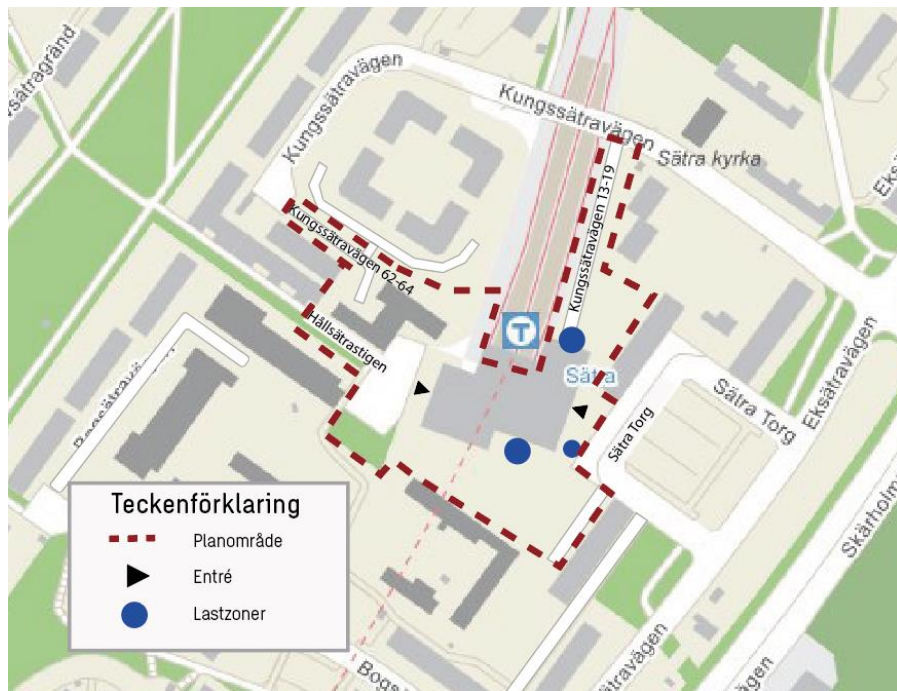 Kungssätravägen
Kungssätravägen
Sätra kyrka
Kungssätravägen 13-19
Kungssätravägen 62-64
Hållsätrastigen
T
Sätra
Sätra Torg
Sätra Torg
Eksätravägen
Teckenförklaring
Planområde
Entré
Lastzoner